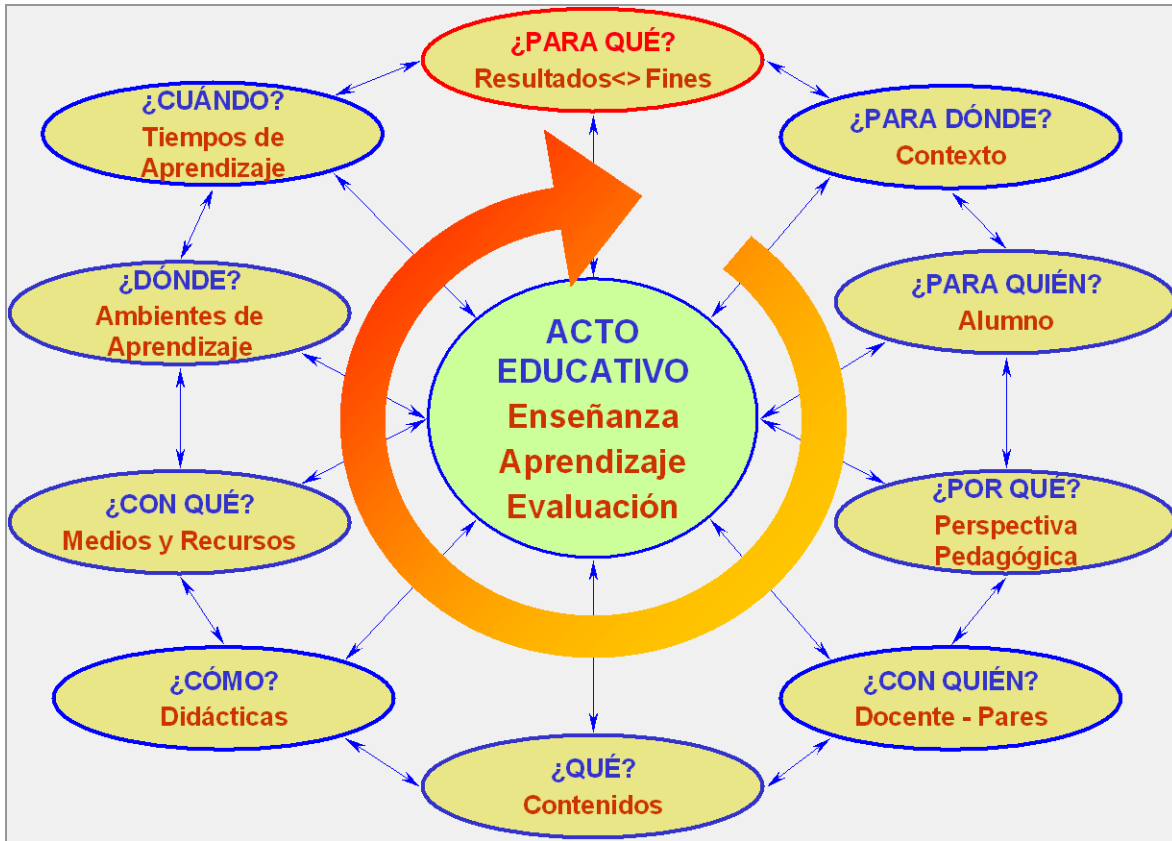 ¿PARA QUÉ?
Resultados<> Fines
¿PARA DÓNDE?
Contexto
¿PARA QUIÉN?
Alumno
¿POR QUÉ?
Perspectiva
Pedagógica
¿CON QUIÉN?
Docente - Pares
¿QUÉ?
Contenidos
¿CÓMO?
Didácticas
¿CON QUÉ?
Medios y Recursos
¿DÓNDE?
Ambientes de
Aprendizaje
¿CUÁNDO?
Tiempos de
Aprendizaje
ACTO
EDUCATIVO
Enseñanza
Aprendizaje
Evaluación